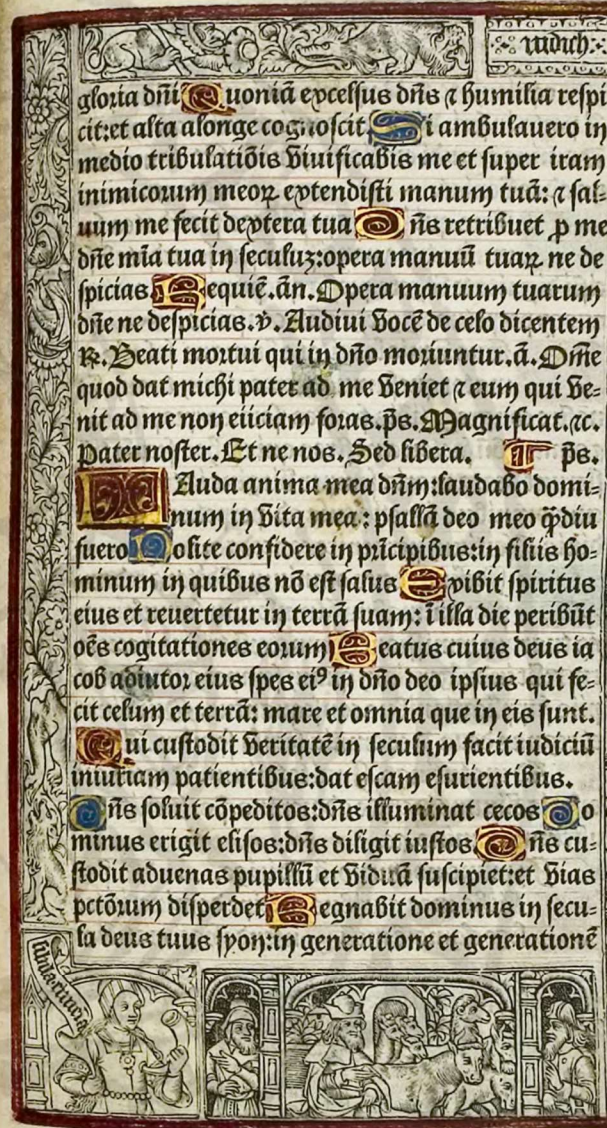 iudich:
gloria dñi Quoniã excelsus dñs ⁊ humilia respi
cit:et alta alonge cognoscit Si ambulauero in
medio tribulatiõis viuificabis me et super iram
inimicorum meoꝝ extendisti manum tuã: ⁊ sal-
uum me fecit dextera tua Dñs retribuet ꝓ me
dñe mĩa tua in seculuz:opera manuũ tuaꝝ ne de
spicias Requiẽ.ãn. Opera manuum tuarum
dñe ne despicias.v̛. Audiui vocẽ de celo dicentem
℟. Beati mortui qui in dño moriuntur.ã. Om̃e
quod dat michi pater ad me veniet ⁊ eum qui ve-
nit ad me non eiiciam foras.p̃s. Magnificat.⁊c.
Pater noster. Et ne nos. Sed libera. p̃s.
LAuda anima mea dñm:laudabo domi-
num in vita mea: psallã deo meo q̃̃diu
fuero Nolite confidere in prĩcipibus:in filiis ho-
minum in quibus nõ est salus Exibit spiritus
eius et reuertetur in terrã suam: ĩ illa die peribũt
oẽs cogitationes eorum Beatus cuius deus ia
cob adiutor eius spes eiꝰ in dño deo ipsius qui fe-
cit celum et terrã: mare et omnia que in eis sunt.
Qui custodit veritatẽ in seculum facit iudiciũ
iniuriam patientibus:dat escam esurientibus.
Dñs soluit cõpeditos:dñs illuminat cecos Do
minus erigit elisos:dñs diligit iustos Dñs cu-
stodit aduenas pupillũ et viduã suscipiet:et vias
pctõrum disperdet Regnabit dominus in secu-
la deus tuus syon:in generatione et generationẽ